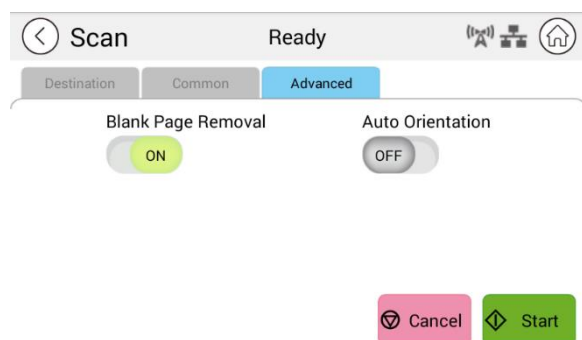 Scan Ready
Destination Common Advanced
Blank Page Removal Auto Orientation
ON OFF
Cancel Start